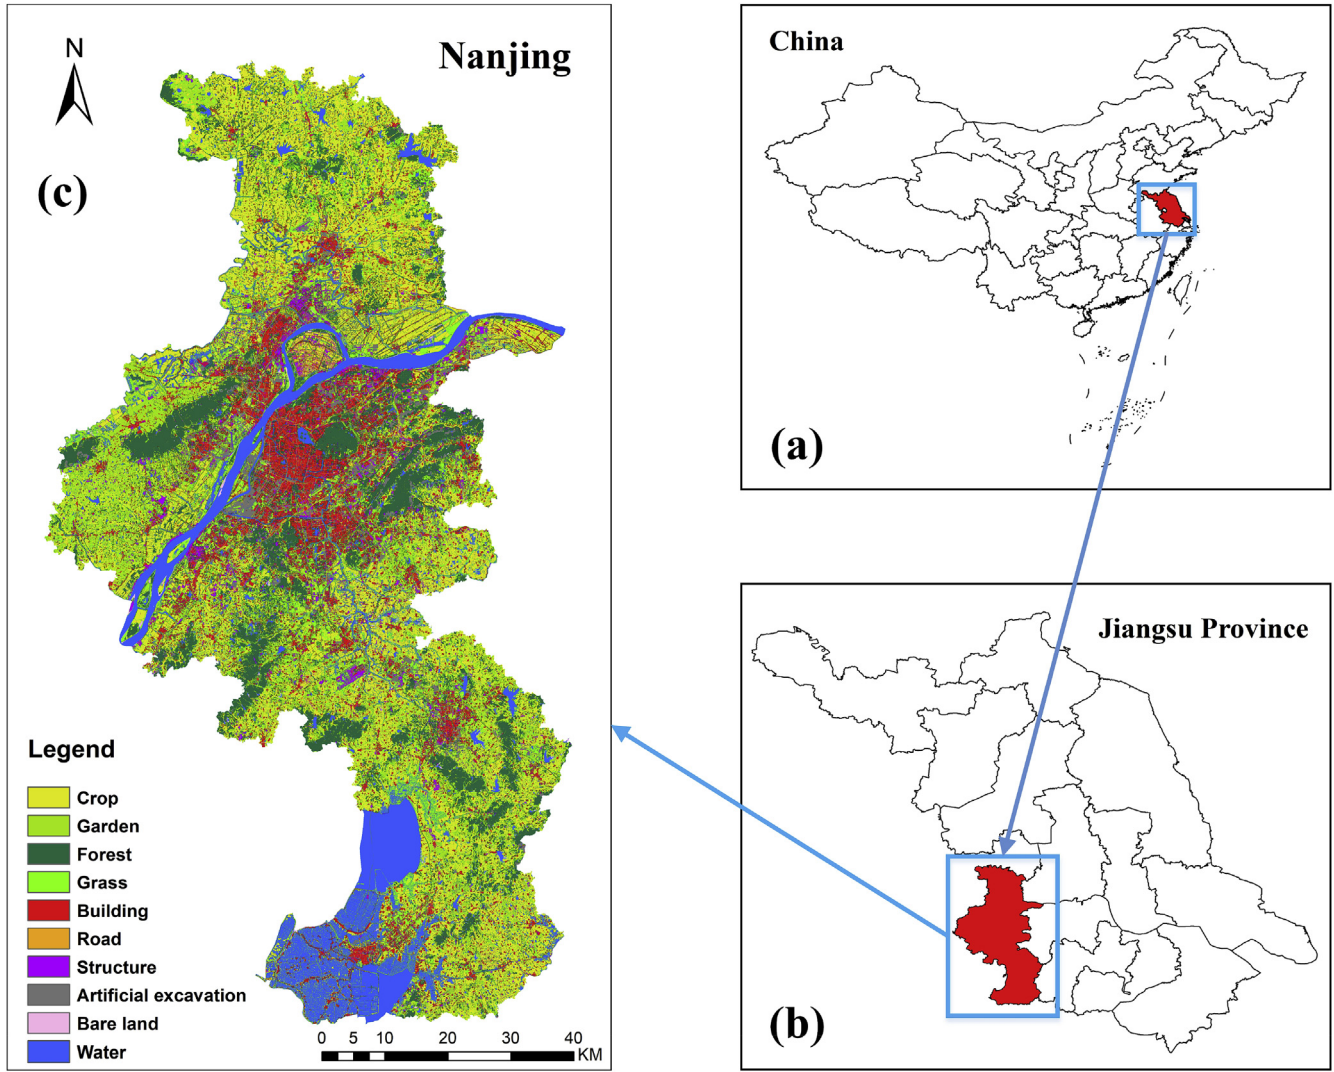 Nanjing
N
(c)
Legend
Crop
Garden
Forest
Grass
Building
Road
Structure
Artificial excavation
Bare land
Water
0 5 10 20 30 40
KM
China
(a)
Jiangsu Province
(b)